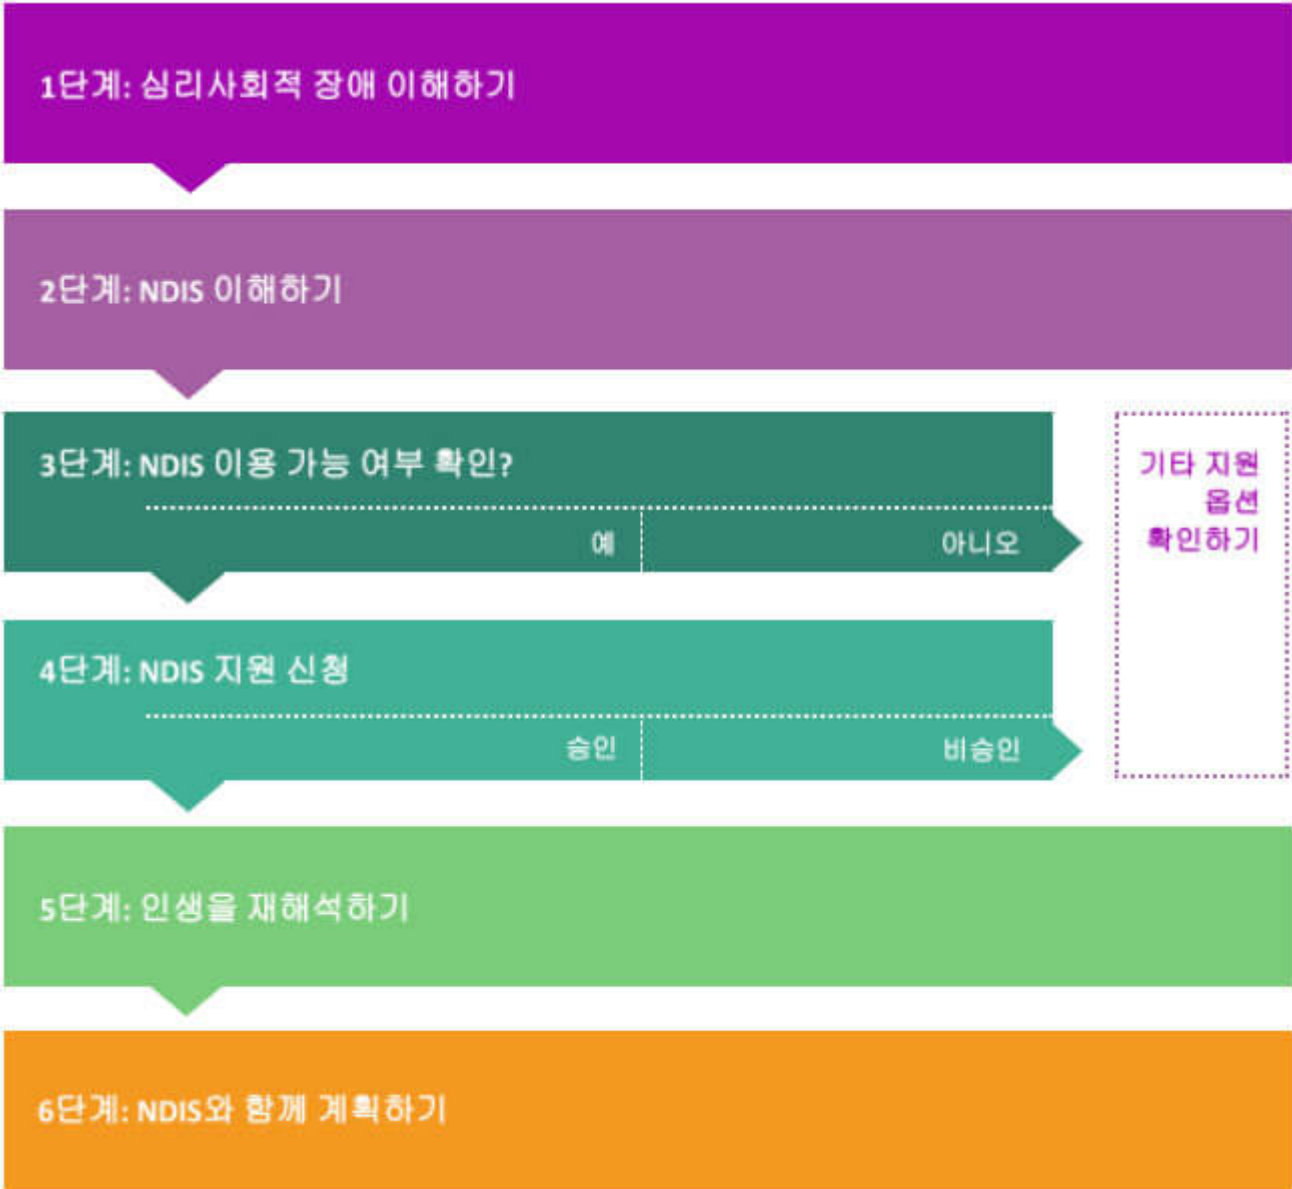 1단계: 심리사회적 장애 이해하기
2단계: NDIS 이해하기
3단계: NDIS 이용 가능 여부 확인?
예
아니오
기타 지원
옵션
확인하기
4단계: NDIS 지원 신청
승인
비승인
5단계: 인생을 재해석하기
6단계: NDIS와 함께 계획하기